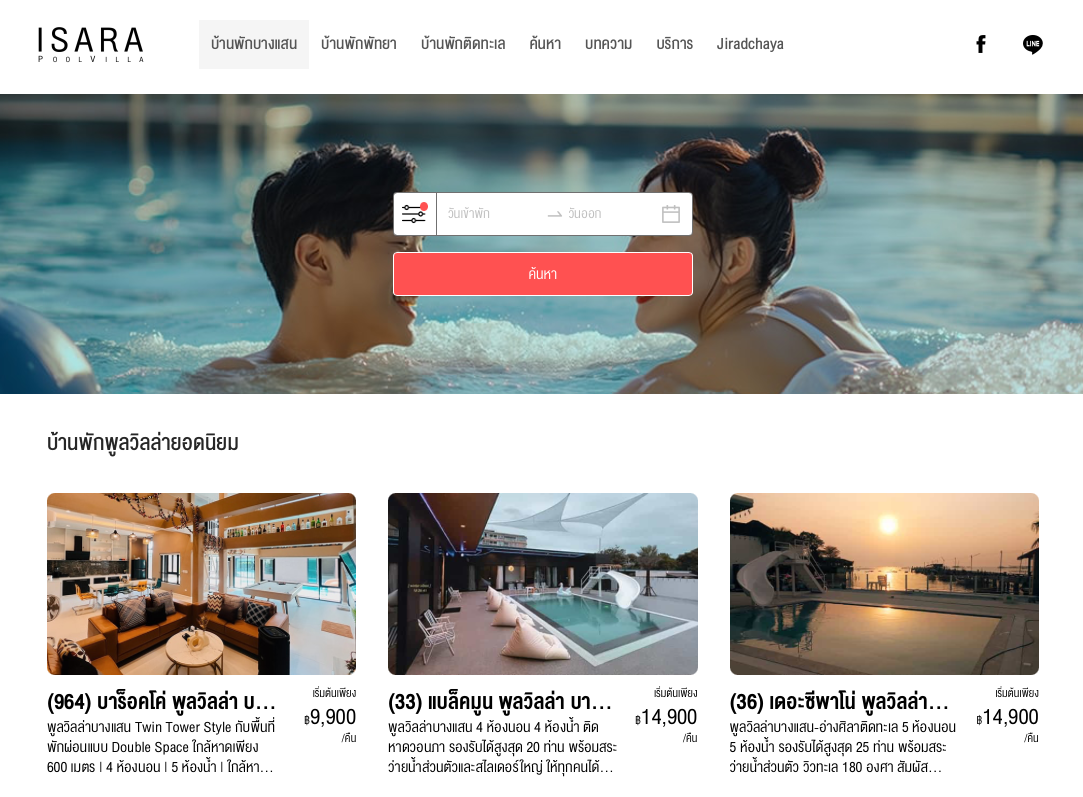 ISARA
POOLVILLA
บ้านพักบางแสน
บ้านพักพัทยา
บ้านพักติดทะเล
ค้นหา
บทความ
บริการ
Jiradchaya
LINE
วันเข้าพัก
วันออก
ค้นหา
บ้านพักพูลวิลล่ายอดนิยม
(964) บาร็อคโค่ พูลวิลล่า บ...
เริ่มต้นเพียง
฿9,900
/คืน
พูลวิลล่าบางแสน Twin Tower Style กับพื้นที่
พักผ่อนแบบ Double Space ใกล้หาดเพียง
600 เมตร | 4 ห้องนอน | 5 ห้องน้ำ | ใกล้หา...
(33) แบล็คมูน พูลวิลล่า บา...
เริ่มต้นเพียง
฿14,900
/คืน
พูลวิลล่าบางแสน 4 ห้องนอน 4 ห้องน้ำ ติด
หาดวอนภา รองรับได้สูงสุด 20 ท่าน พร้อมสระ
ว่ายน้ำส่วนตัวและสไลเดอร์ใหญ่ ให้ทุกคนได้...
(36) เดอะซีพาโน่ พูลวิลล่า...
เริ่มต้นเพียง
฿14,900
/คืน
พูลวิลล่าบางแสน-อ่างศิลาติดทะเล 5 ห้องนอน
5 ห้องน้ำ รองรับได้สูงสุด 25 ท่าน พร้อมสระ
ว่ายน้ำส่วนตัว วิวทะเล 180 องศา สัมผัส...